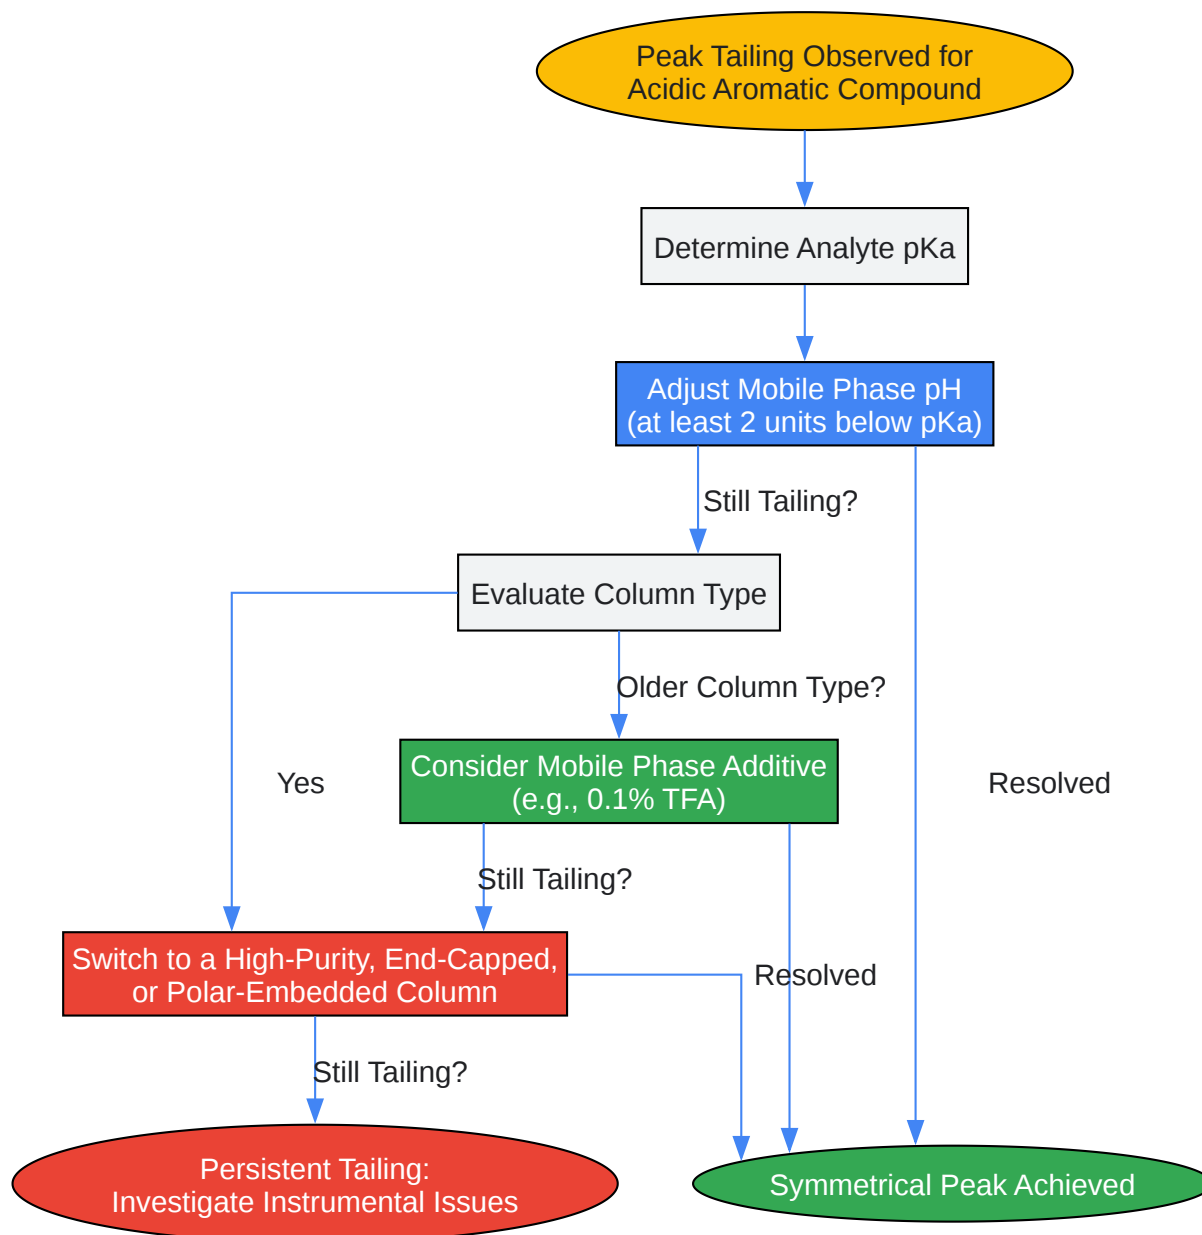 Peak Tailing Observed for
Acidic Aromatic Compound
Determine Analyte pKa
Adjust Mobile Phase pH
(at least 2 units below pKa)
Still Tailing?
Evaluate Column Type
Older Column Type?
Consider Mobile Phase Additive
(e.g., 0.1% TFA)
Yes
Resolved
Still Tailing?
Switch to a High-Purity, End-Capped,
or Polar-Embedded Column
Resolved
Still Tailing?
Persistent Tailing:
Investigate Instrumental Issues
Symmetrical Peak Achieved